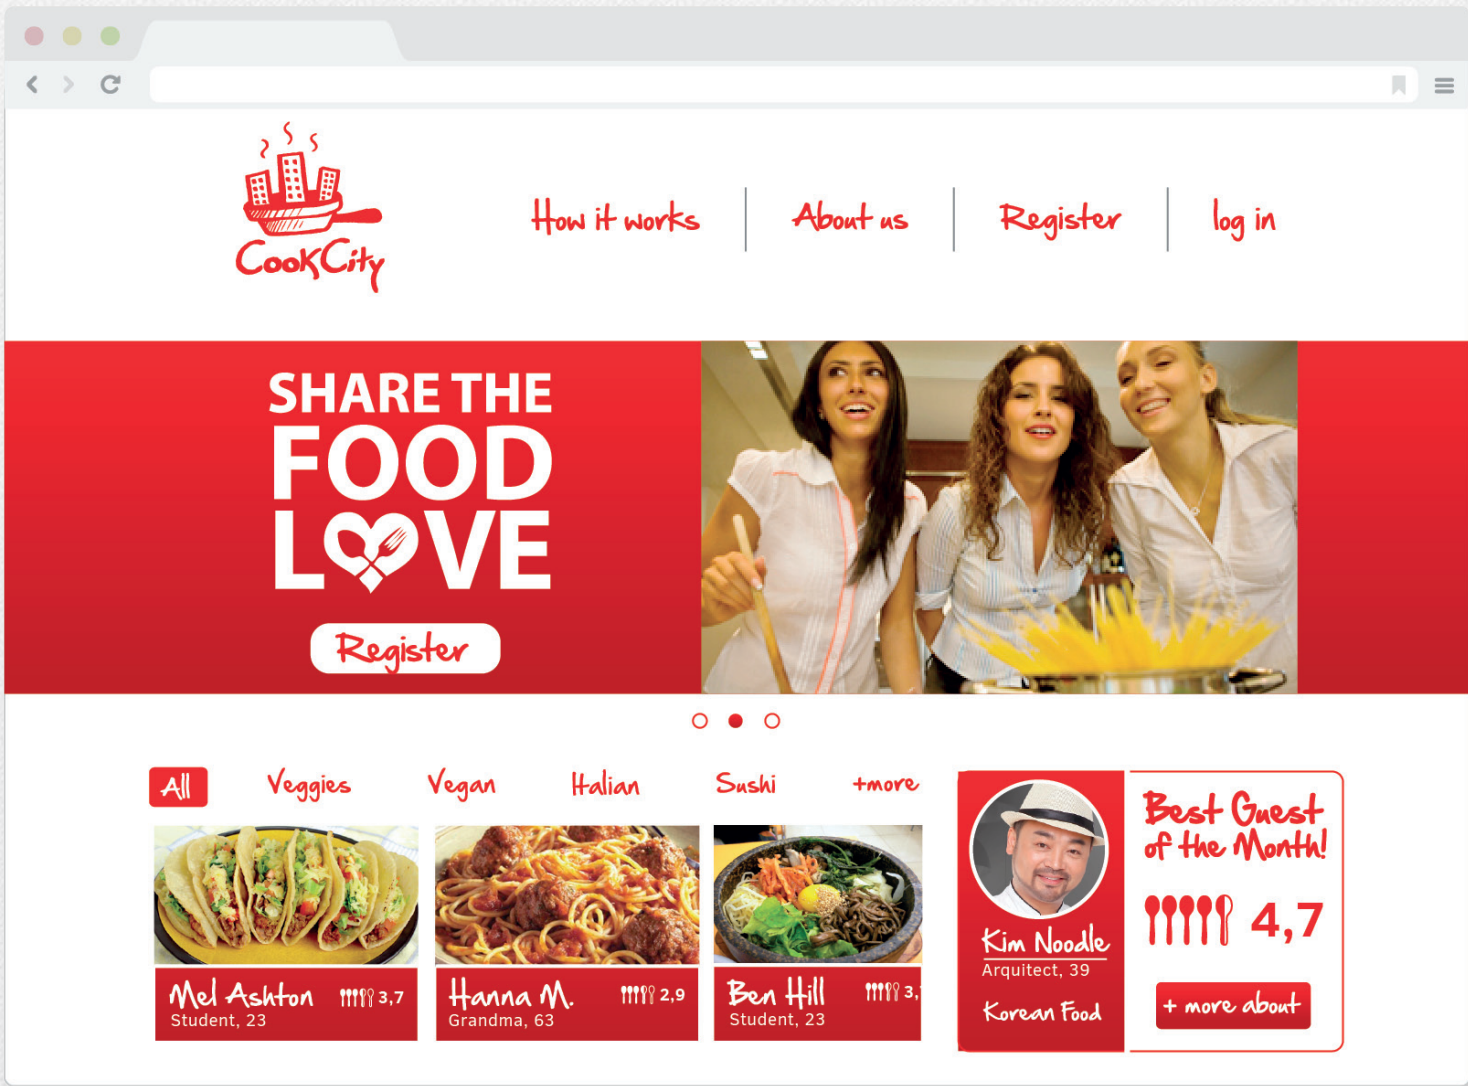 CookCity
How it works
About us
Register
log in
SHARE THE
FOOD
LOVE
Register
All
Veggies
Vegan
Italian
Sushi
+more
Mel Ashton 3,7
Student, 23
Hanna M. 2,9
Grandma, 63
Ben Hill 3,
Student, 23
Kim Noodle
Arquitect, 39
Korean Food
Best Guest
of the Month!
4,7
+ more about